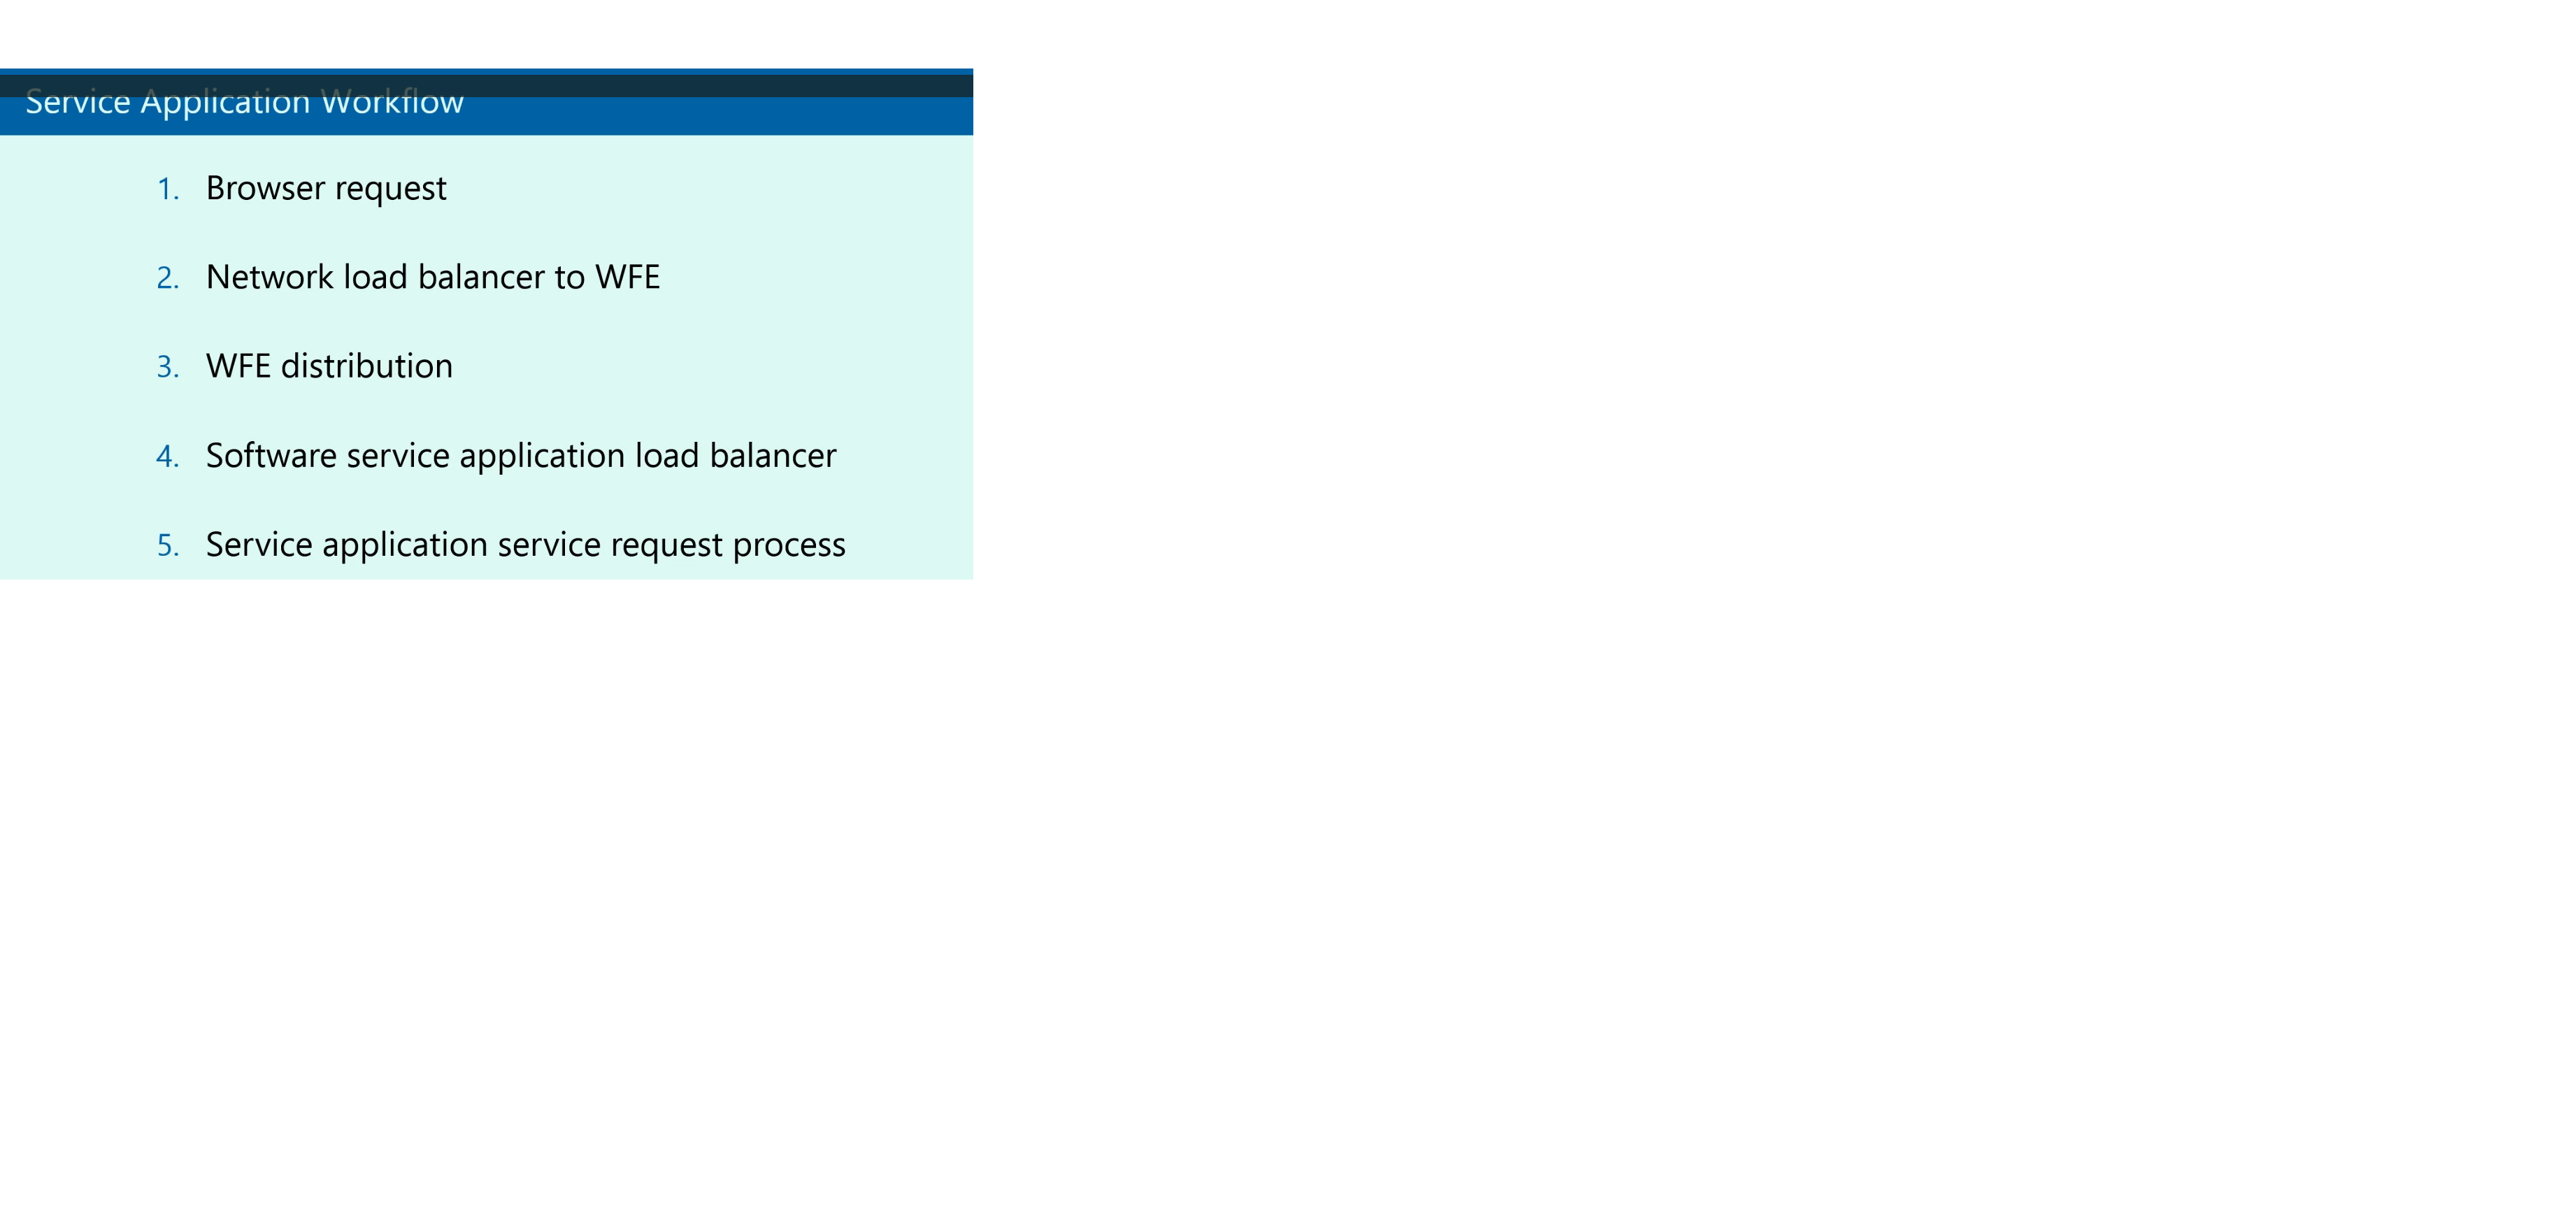 Service Application Workflow
1. Browser request
2. Network load balancer to WFE
3. WFE distribution
4. Software service application load balancer
5. Service application service request process